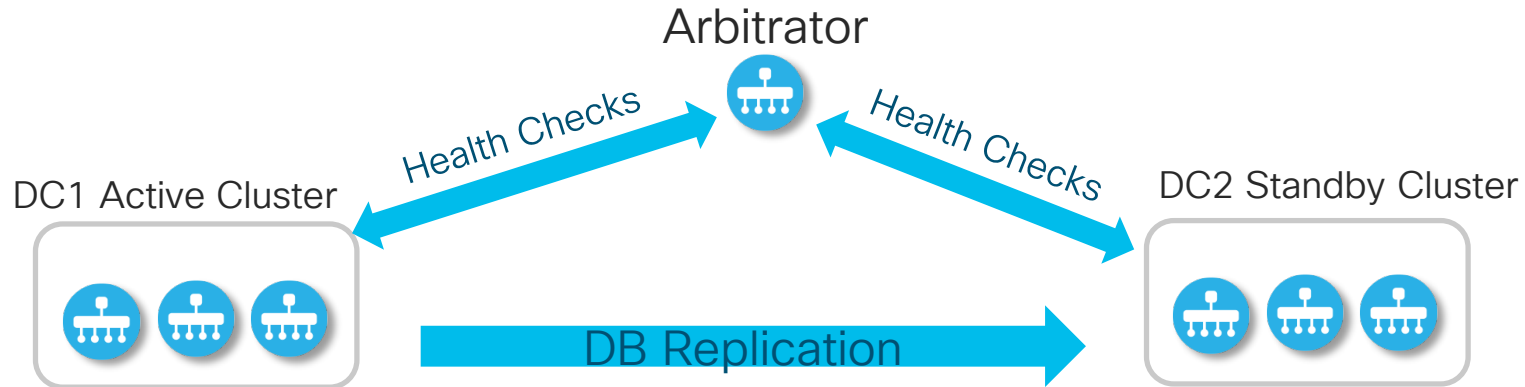 Arbitrator
Health Checks
Health Checks
DC1 Active Cluster
DC2 Standby Cluster
DB Replication